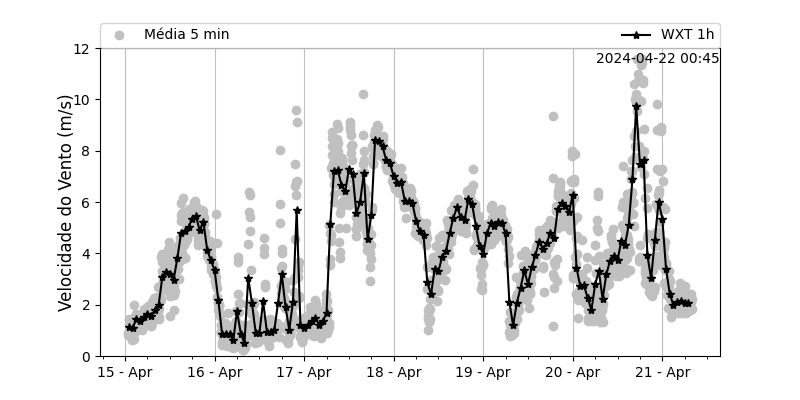 Média 5 min
WXT 1h
2024-04-22 00:45
Velocidade do Vento (m/s)
12
10
8
6
4
2
0
15 - Apr
16 - Apr
17 - Apr
18 - Apr
19 - Apr
20 - Apr
21 - Apr